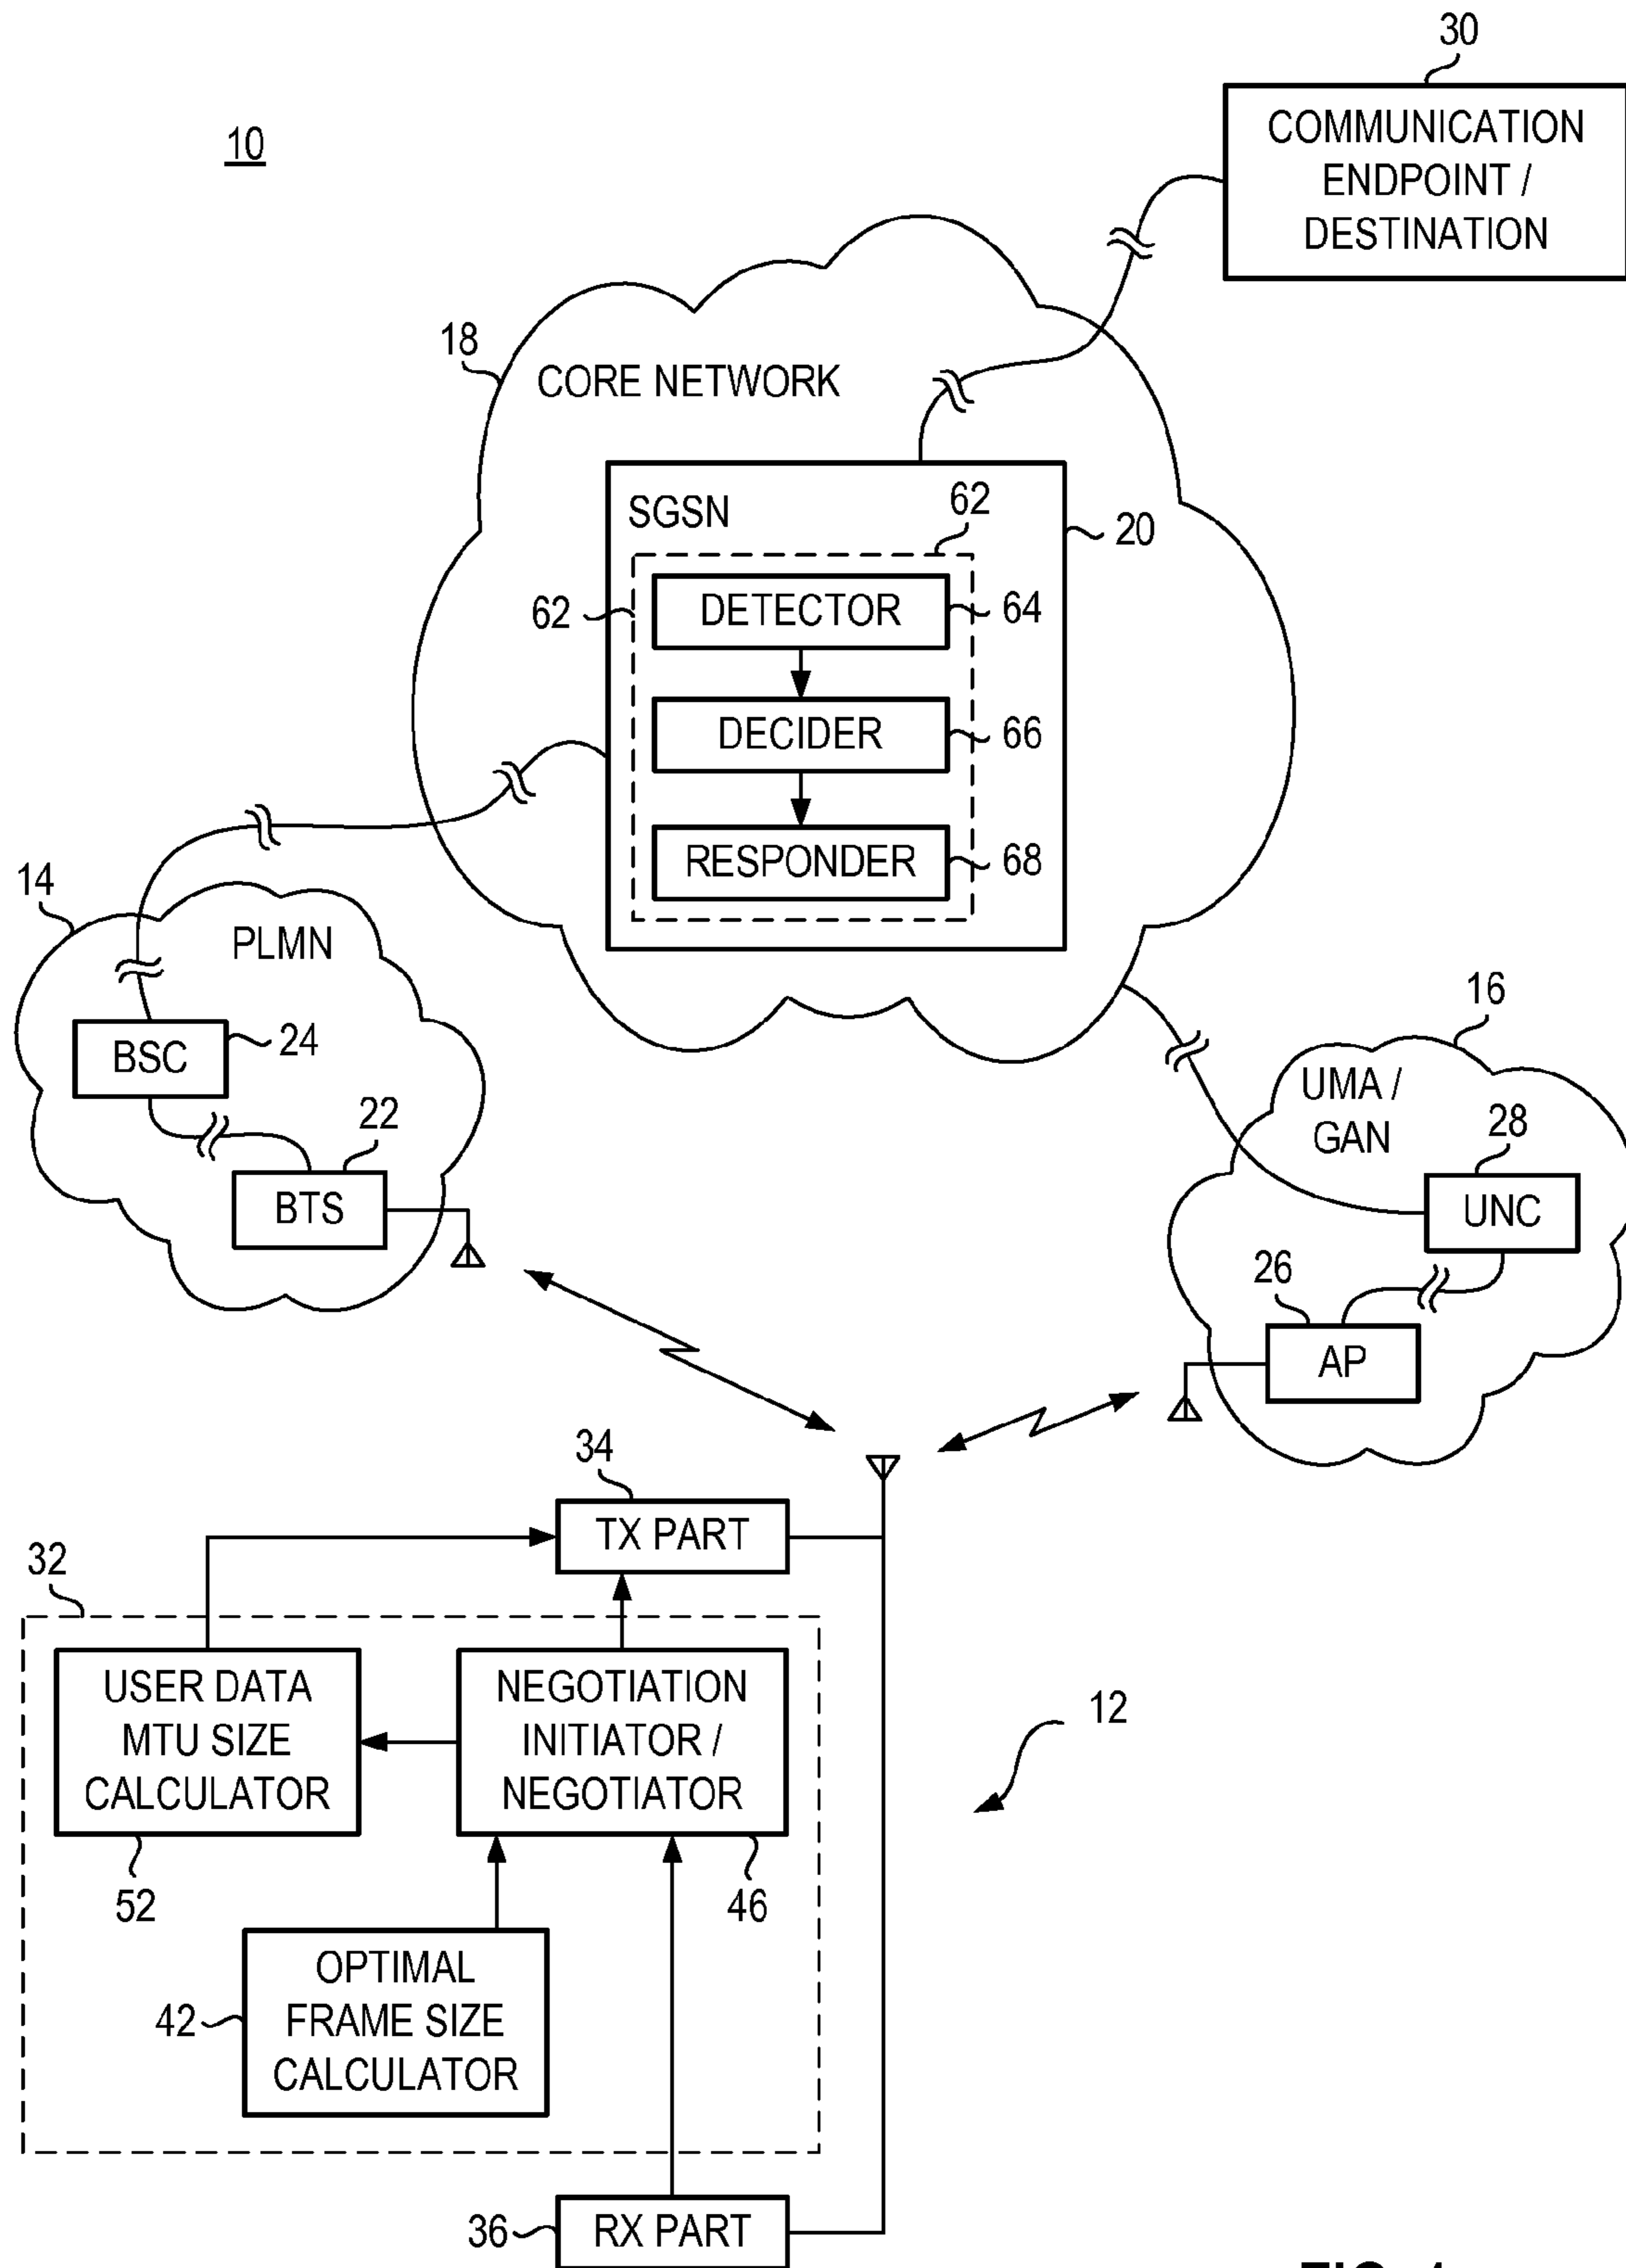 30
COMMUNICATION
ENDPOINT /
DESTINATION
10
18
CORE NETWORK
SGSN
62
20
62
DETECTOR
64
DECIDER
66
RESPONDER
68
14
PLMN
BSC
24
22
BTS
16
UMA /
GAN
28
UNC
26
AP
34
TX PART
32
USER DATA
MTU SIZE
CALCULATOR
NEGOTIATION
INITIATOR /
NEGOTIATOR
12
52
46
OPTIMAL
FRAME SIZE
CALCULATOR
42
36
RX PART